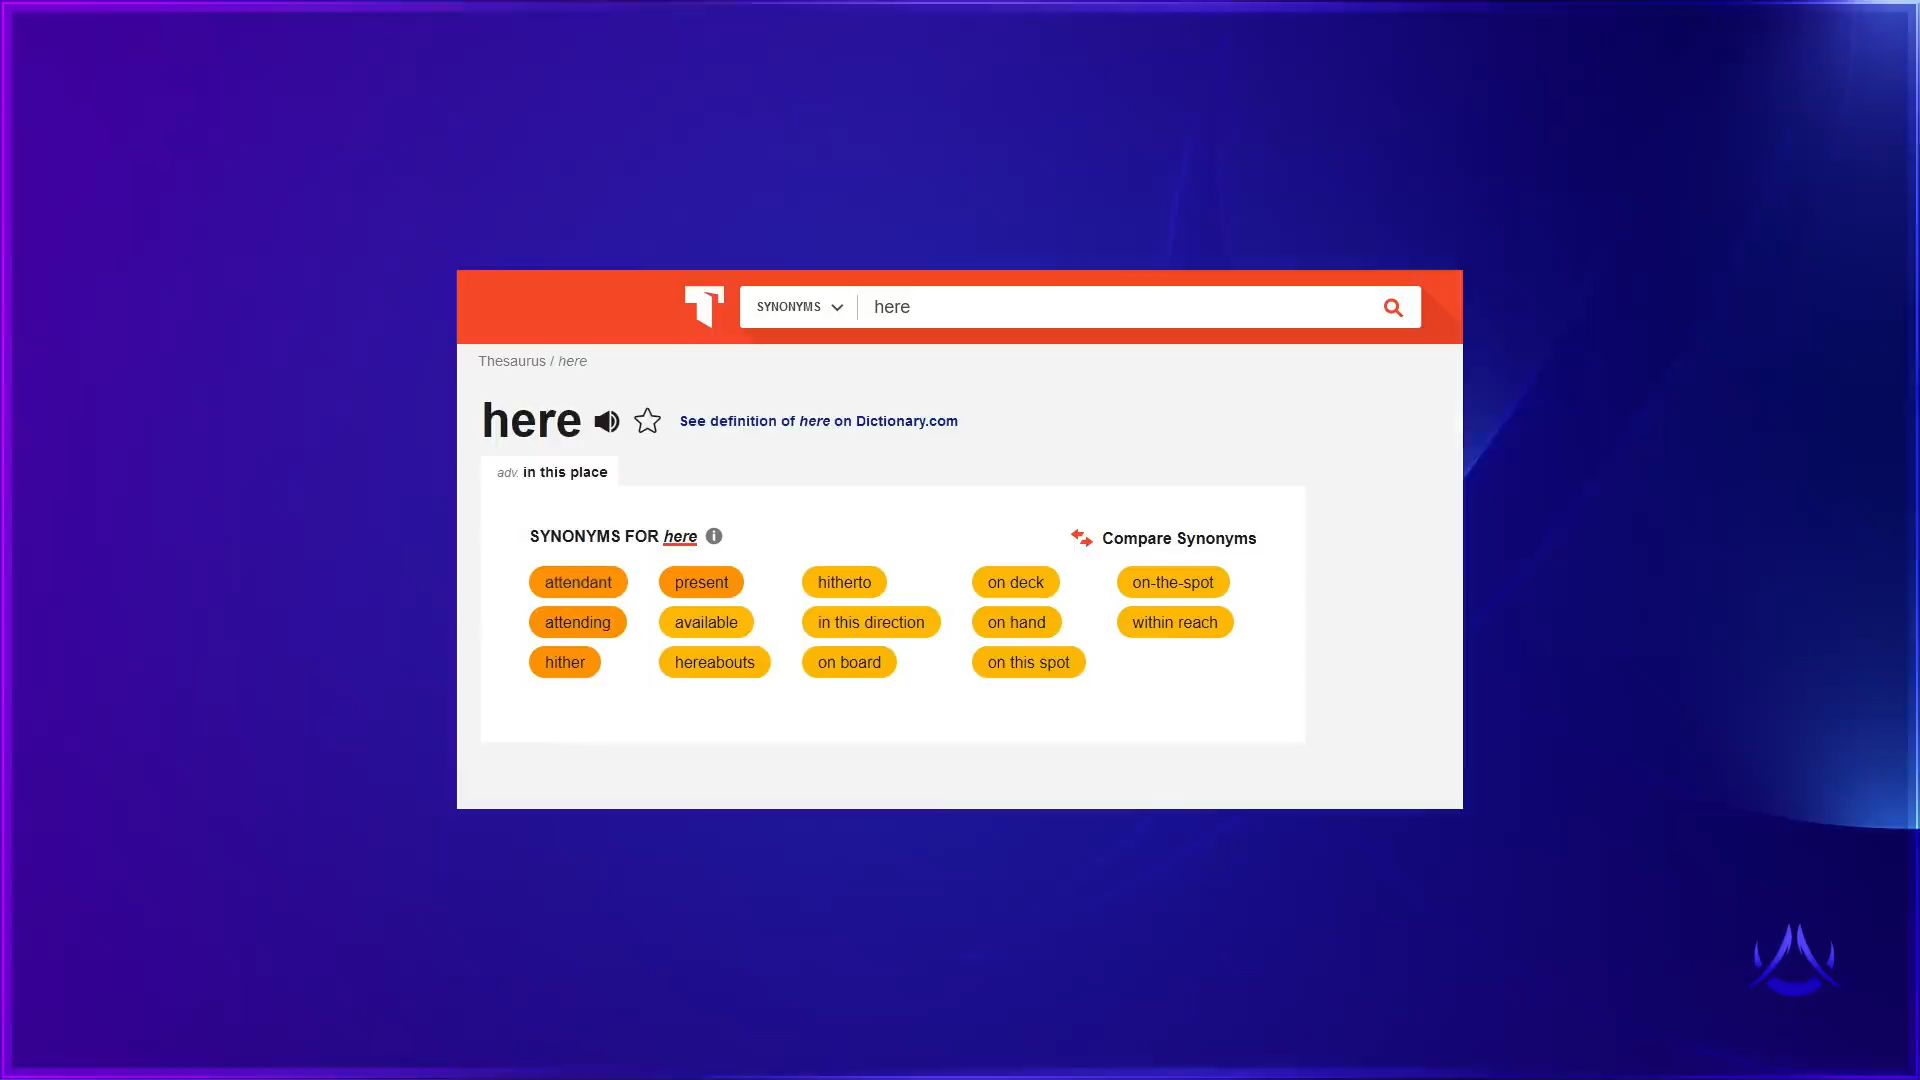 SYNONYMS here
Thesaurus / here
here See definition of here on Dictionary.com
adv. in this place
SYNONYMS FOR here Compare Synonyms
attendant present hitherto on deck on-the-spot
attending available in this direction on hand within reach
hither hereabouts on board on this spot